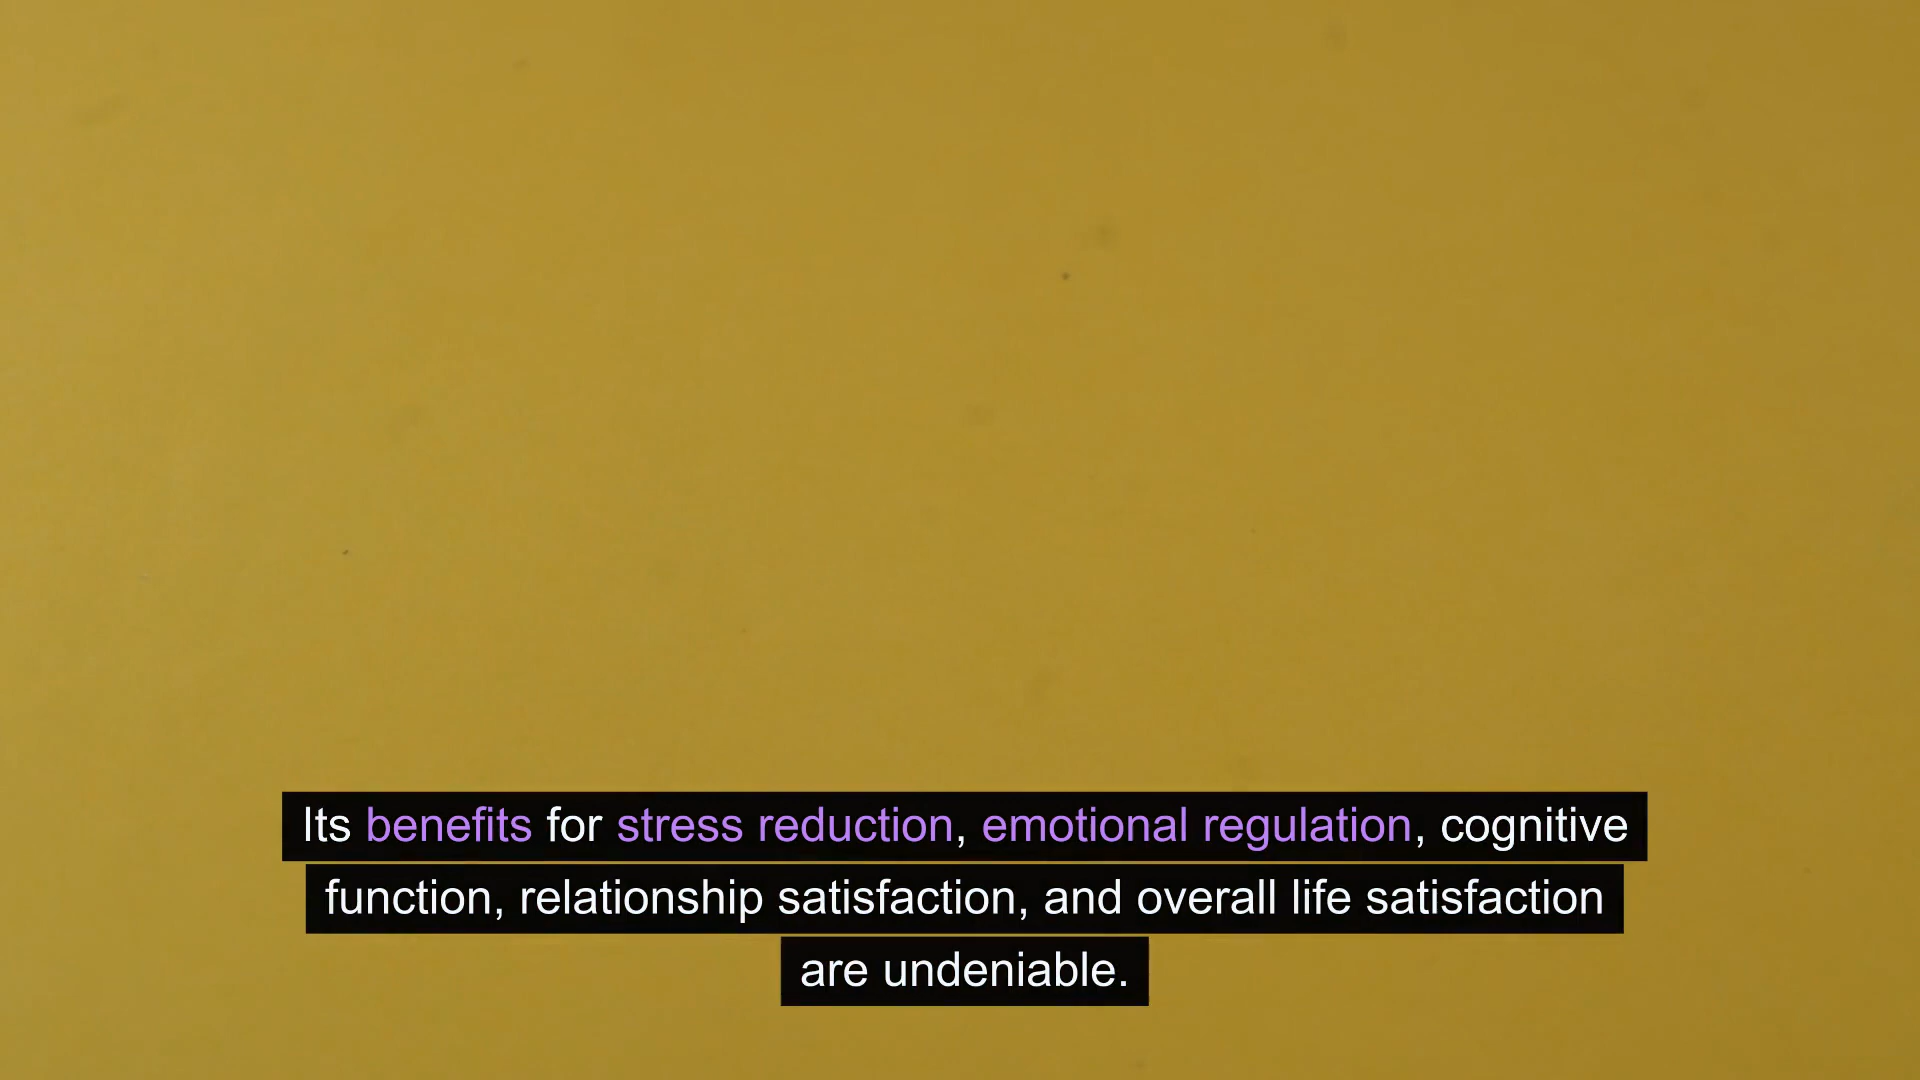 Its benefits for stress reduction, emotional regulation, cognitive
function, relationship satisfaction, and overall life satisfaction
are undeniable.